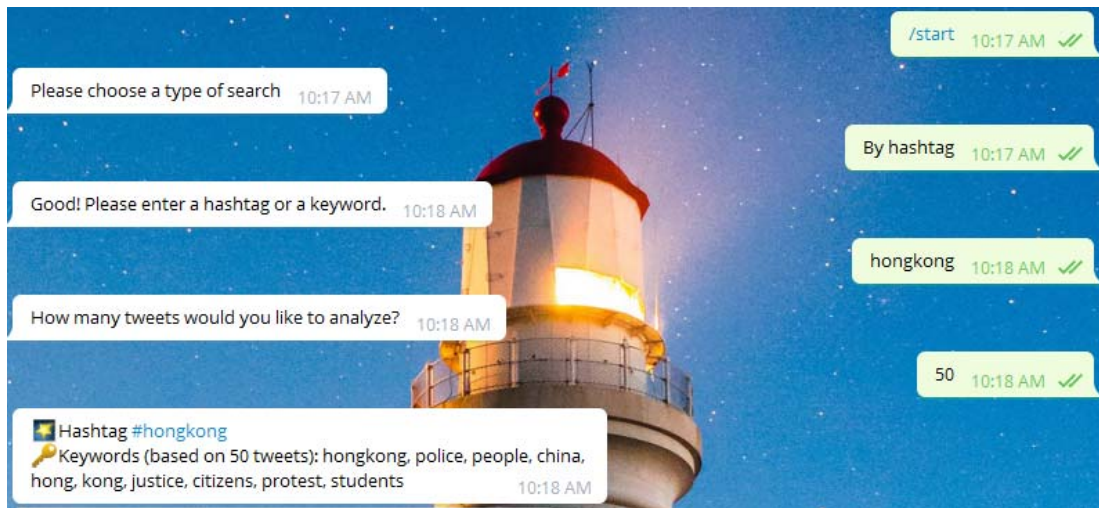 /start 10:17 AM
Please choose a type of search 10:17 AM
By hashtag 10:17 AM
Good! Please enter a hashtag or a keyword. 10:18 AM
hongkong 10:18 AM
How many tweets would you like to analyze? 10:18 AM
50 10:18 AM
🌠Hashtag #hongkong
🔑Keywords (based on 50 tweets): hongkong, police, people, china,
hong, kong, justice, citizens, protest, students 10:18 AM